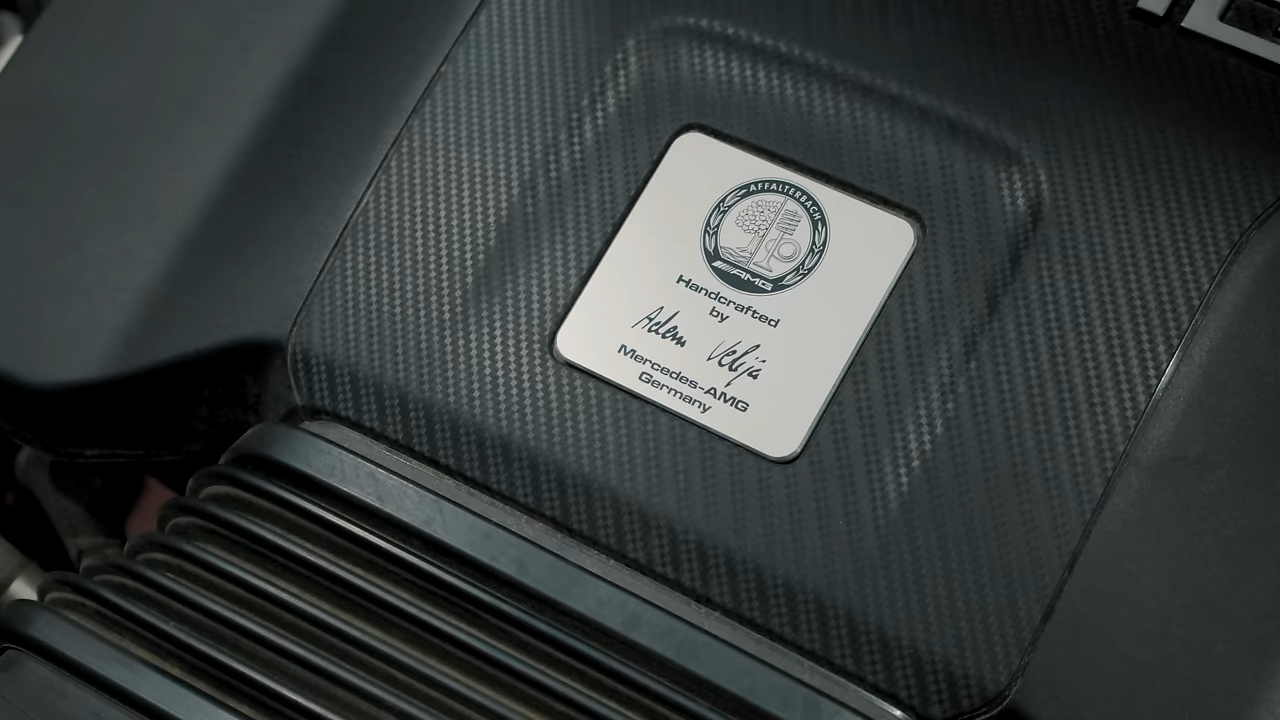 AFFALTERBACH
AMG
Handcrafted
by
Adem Velija
Mercedes-AMG
Germany